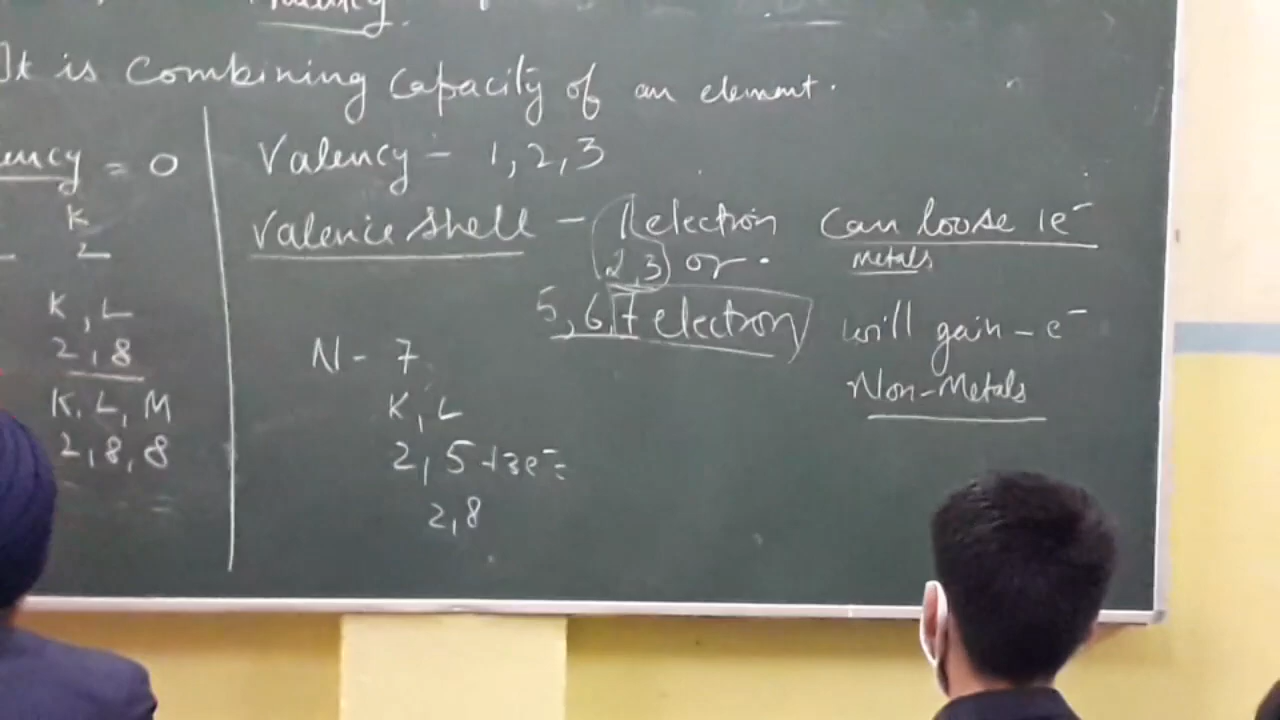 It is Combining Capacity of an element.
ency = 0
K
2
K, L
2, 8
K, L, M
2, 8, 8
Valency - 1, 2, 3
Valence shell - 1 electron Can loose 1e-
2, 3 or Metals
5, 6, 7 electron will gain - e-
Non-Metals
N - 7
K, L
2, 5 + 3e- =
2, 8